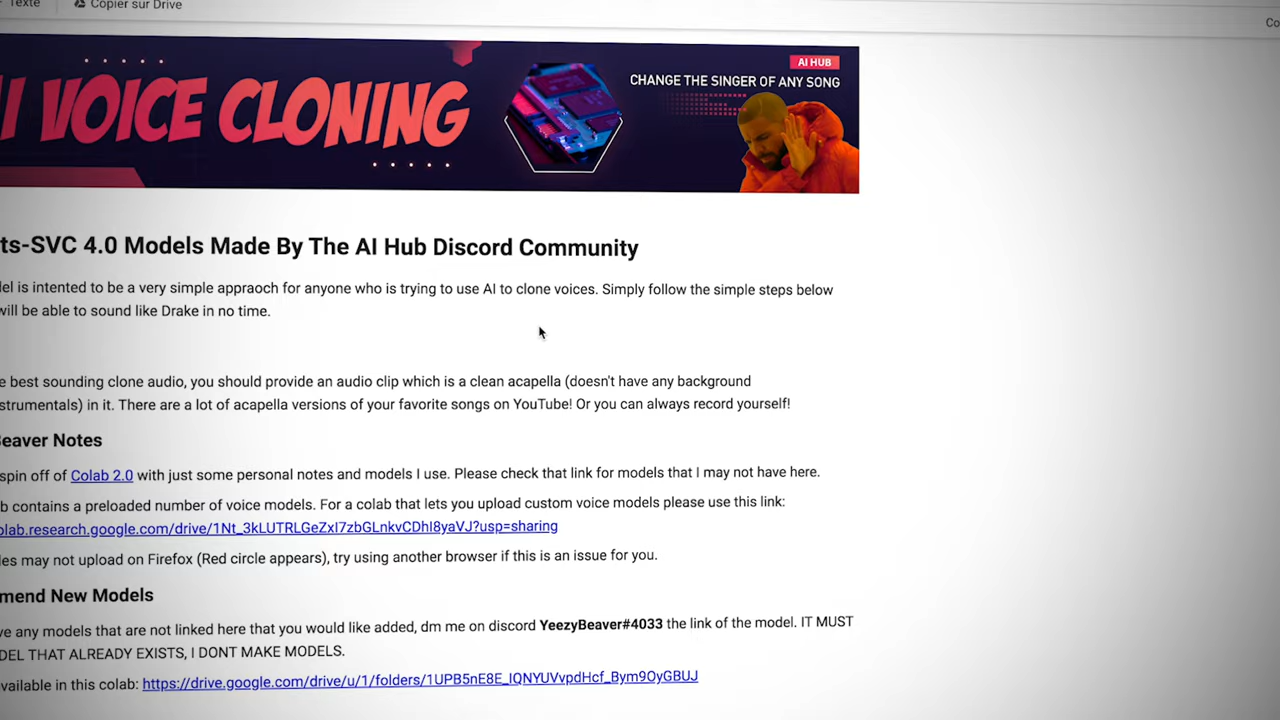 Texte
Copier sur Drive
Co
AI HUB
CHANGE THE SINGER OF ANY SONG
I VOICE CLONING
ts-SVC 4.0 Models Made By The AI Hub Discord Community
del is intented to be a very simple appraoch for anyone who is trying to use AI to clone voices. Simply follow the simple steps below
will be able to sound like Drake in no time.
e best sounding clone audio, you should provide an audio clip which is a clean acapella (doesn't have any background
strumentals) in it. There are a lot of acapella versions of your favorite songs on YouTube! Or you can always record yourself!
Beaver Notes
spin off of Colab 2.0 with just some personal notes and models I use. Please check that link for models that I may not have here.
b contains a preloaded number of voice models. For a colab that lets you upload custom voice models please use this link:
olab.research.google.com/drive/1Nt_3kLUTRLGeZxI7zbGLnkvCDhI8yaVJ?usp=sharing
les may not upload on Firefox (Red circle appears), try using another browser if this is an issue for you.
mend New Models
ve any models that are not linked here that you would like added, dm me on discord YeezyBeaver#4033 the link of the model. IT MUST
DEL THAT ALREADY EXISTS, I DONT MAKE MODELS.
vailable in this colab: https://drive.google.com/drive/u/1/folders/1UPB5nE8E_IQNYUVvpdHcf_Bym9OyGBUJ